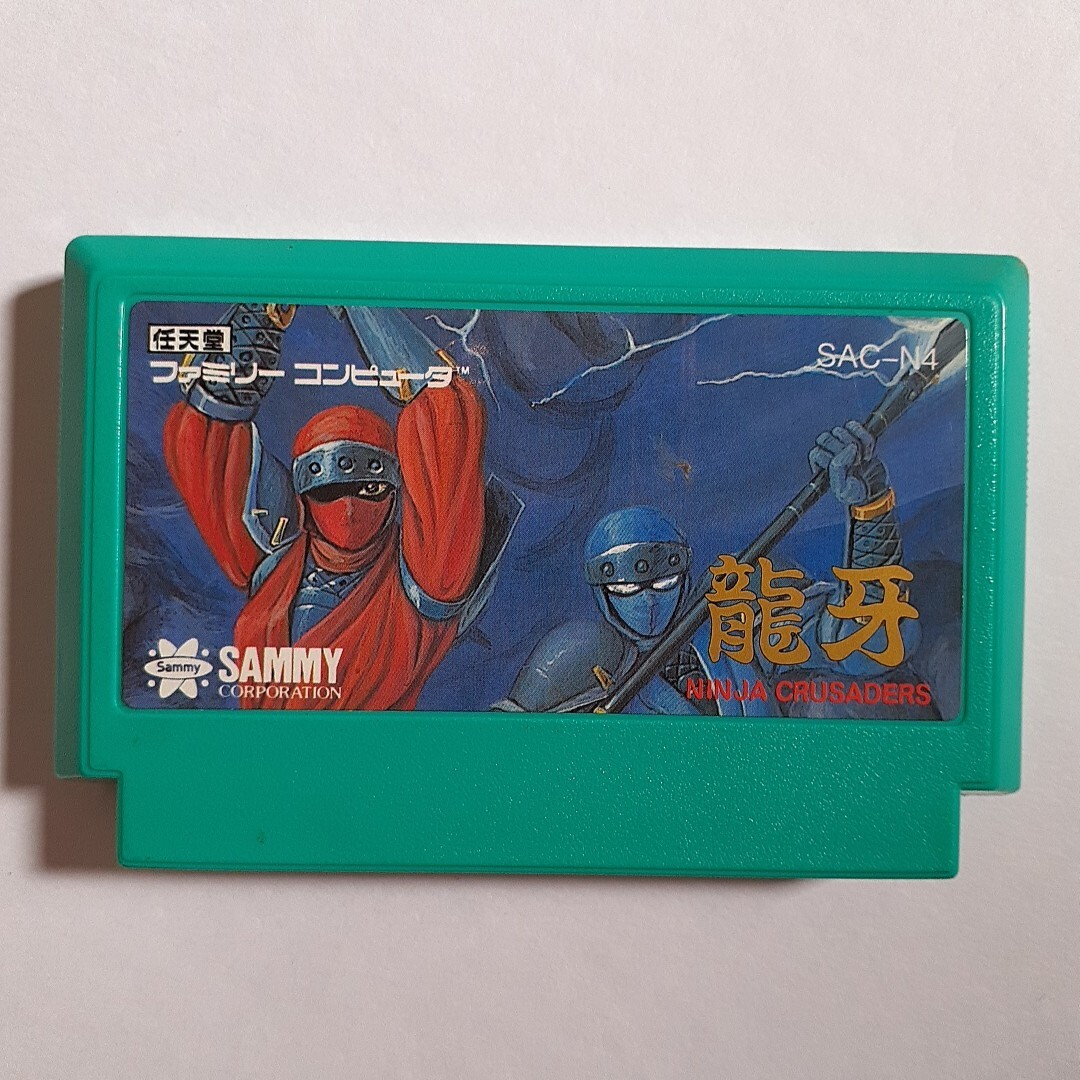 任天堂
ファミリー コンピュータ™
SAC-N4
龍牙
NINJA CRUSADERS
Sammy
SAMMY
CORPORATION